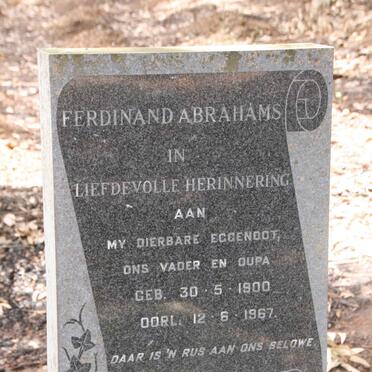 FERDINAND ABRAHAMS
IN
LIEFDEVOLLE HERINNERING
AAN
MY DIERBARE EGGENOOT,
ONS VADER EN OUPA
GEB. 30-5-1900
OORL. 12-6-1967.
DAAR IS 'N RUS AAN ONS BELOWE.